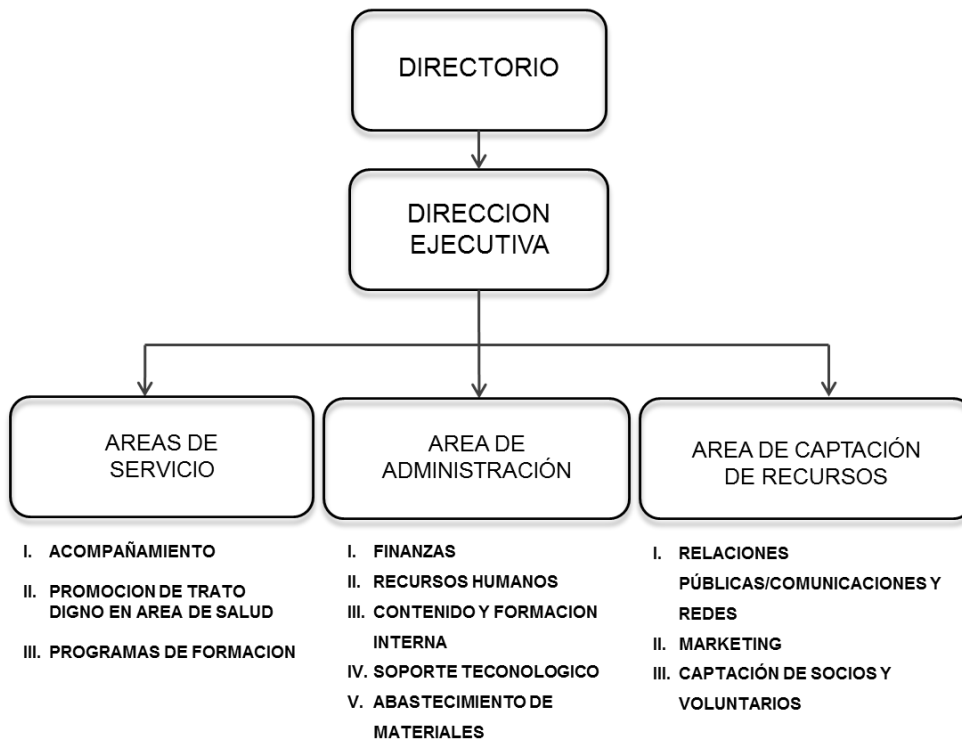 DIRECTORIO
DIRECCION
EJECUTIVA
AREAS DE
SERVICIO
I. ACOMPAÑAMIENTO
II. PROMOCION DE TRATO
DIGNO EN AREA DE SALUD
III. PROGRAMAS DE FORMACION
AREA DE
ADMINISTRACIÓN
I. FINANZAS
II. RECURSOS HUMANOS
III. CONTENIDO Y FORMACION
INTERNA
IV. SOPORTE TECONOLOGICO
V. ABASTECIMIENTO DE
MATERIALES
AREA DE CAPTACIÓN
DE RECURSOS
I. RELACIONES
PÚBLICAS/COMUNICACIONES Y
REDES
II. MARKETING
III. CAPTACIÓN DE SOCIOS Y
VOLUNTARIOS